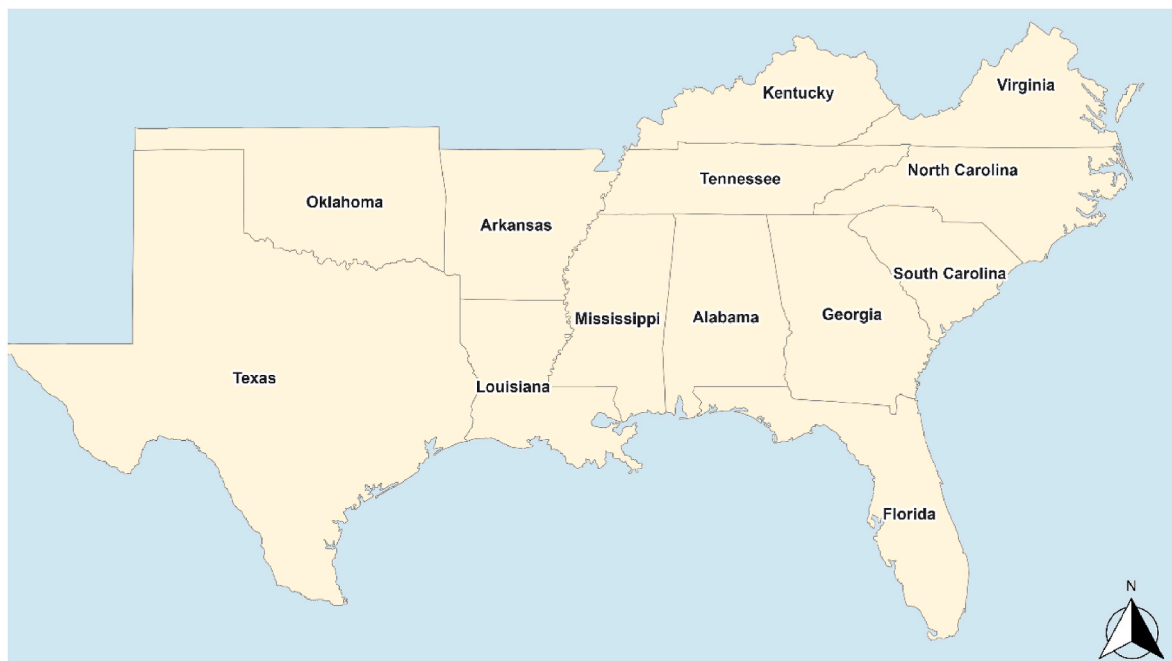 Virginia
Kentucky
North Carolina
Tennessee
Oklahoma
Arkansas
South Carolina
Georgia
Alabama
Mississippi
Texas
Louisiana
Florida
N